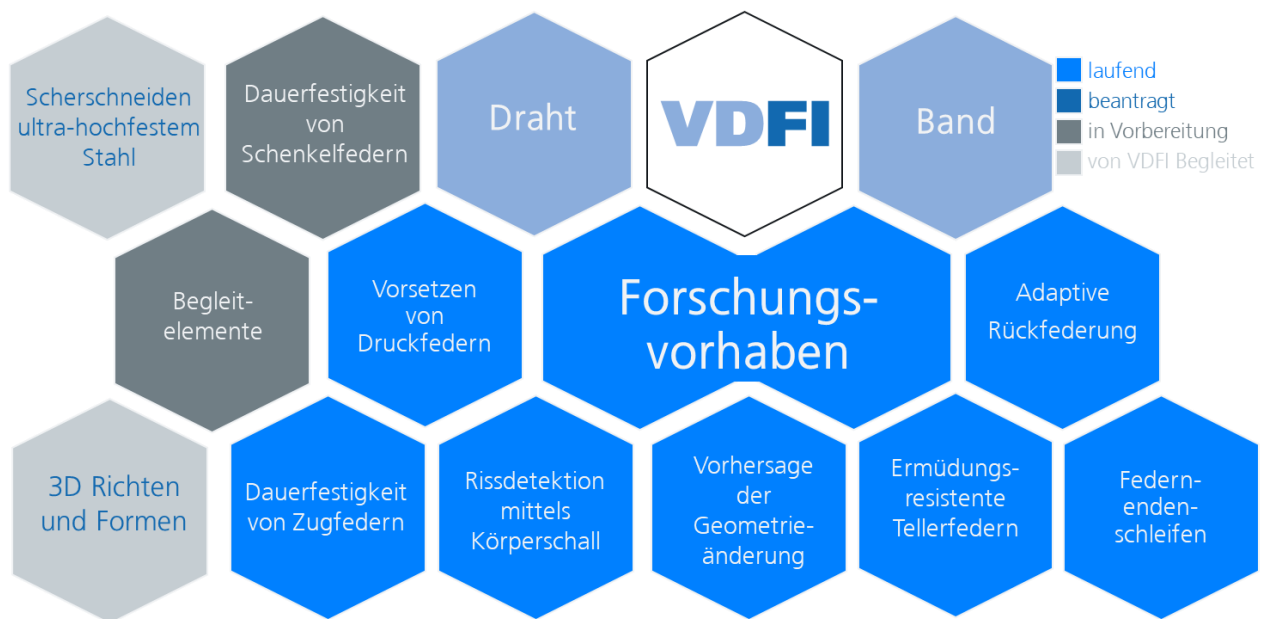 Scherschneiden
ultra-hochfestem
Stahl
Dauerfestigkeit
von
Schenkelfedern
Draht
VDFI
Band
laufend
beantragt
in Vorbereitung
von VDFI Begleitet
Begleit-
elemente
Vorsetzen
von
Druckfedern
Forschungs-
vorhaben
Adaptive
Rückfederung
3D Richten
und Formen
Dauerfestigkeit
von Zugfedern
Rissdetektion
mittels
Körperschall
Vorhersage
der
Geometrie-
änderung
Ermüdungs-
resistente
Tellerfedern
Federn-
enden-
schleifen